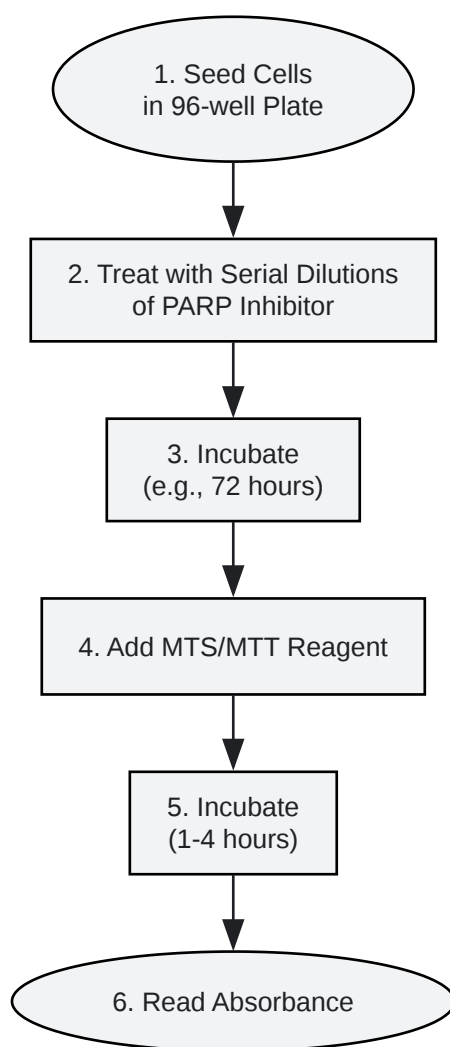 1. Seed Cells
in 96-well Plate
2. Treat with Serial Dilutions
of PARP Inhibitor
3. Incubate
(e.g., 72 hours)
4. Add MTS/MTT Reagent
5. Incubate
(1-4 hours)
6. Read Absorbance